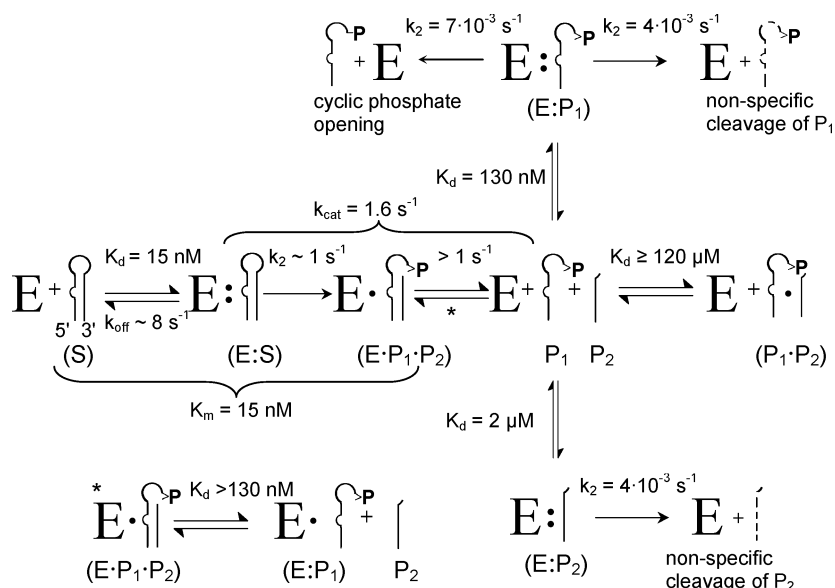 k₂ = 7·10⁻³ s⁻¹ k₂ = 4·10⁻³ s⁻¹
P >P >P
+ E E : E +
cyclic phosphate
opening
(E:P₁)
non-specific
cleavage of P₁
K_d = 130 nM
k_cat = 1.6 s⁻¹
K_d = 15 nM k₂ ~ 1 s⁻¹ >P > 1 s⁻¹ >P K_d ≥ 120 µM >P
E + E : E · E + + E + ·
5' 3' k_off ~ 8 s⁻¹ *
(S) (E:S) (E·P₁·P₂) P₁ P₂ (P₁·P₂)
K_m = 15 nM
K_d = 2 µM
* >P K_d >130 nM >P k₂ = 4·10⁻³ s⁻¹
E · E · + E : E +
(E·P₁·P₂) (E:P₁) P₂ (E:P₂)
non-specific
cleavage of P₂